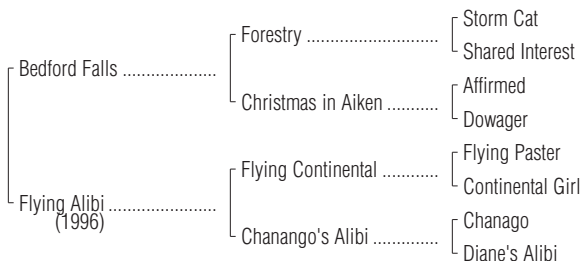 Storm Cat
Forestry ............................
Shared Interest
Bedford Falls ....................
Affirmed
Christmas in Aiken ...........
Dowager
Flying Paster
Flying Continental ............
Continental Girl
Flying Alibi .......................
(1996)
Chanago
Chanango's Alibi ..............
Diane's Alibi